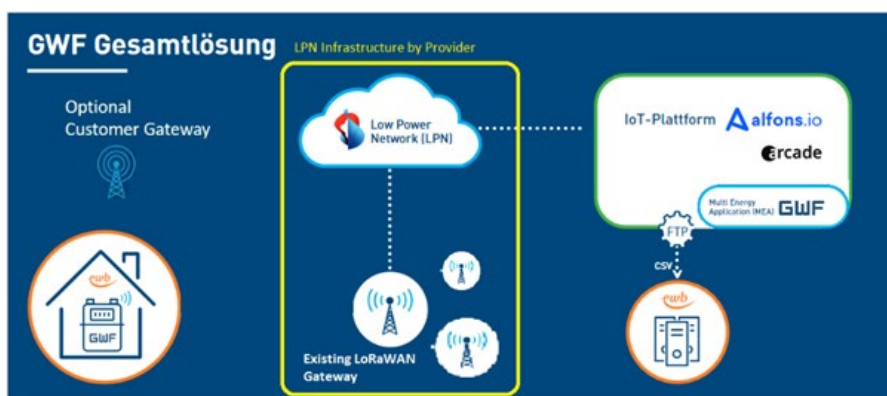 GWF Gesamtlösung
LPN Infrastructure by Provider
Optional
Customer Gateway
Low Power
Network (LPN)
IoT-Plattform alfons.io
arcade
Multi Energy
Application (MEA) GWF
FTP
CSV
ewb
GWF
ewb
Existing LoRaWAN
Gateway